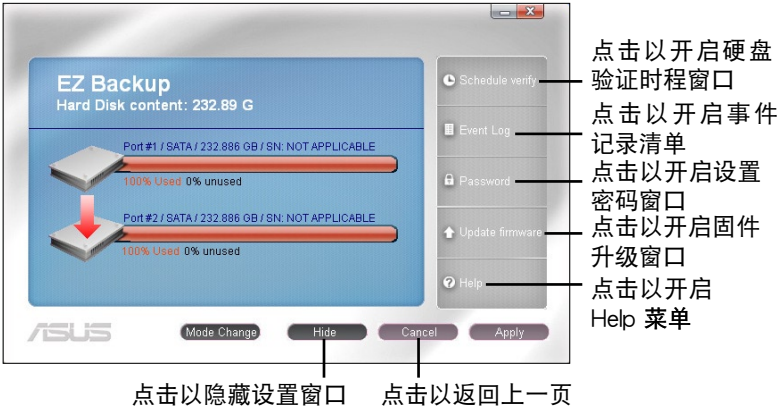 EZ Backup
Hard Disk content: 232.89 G
Port #1 / SATA / 232.886 GB / SN: NOT APPLICABLE
100% Used 0% unused
Port #2 / SATA / 232.886 GB / SN: NOT APPLICABLE
100% Used 0% unused
Schedule verify
Event Log
Password
Update firmware
Help
ASUS
Mode Change
Hide
Cancel
Apply
点击以开启硬盘
验证时程窗口
点击以开启事件
记录清单
点击以开启设置
密码窗口
点击以开启固件
升级窗口
点击以开启
Help 菜单
点击以隐藏设置窗口
点击以返回上一页